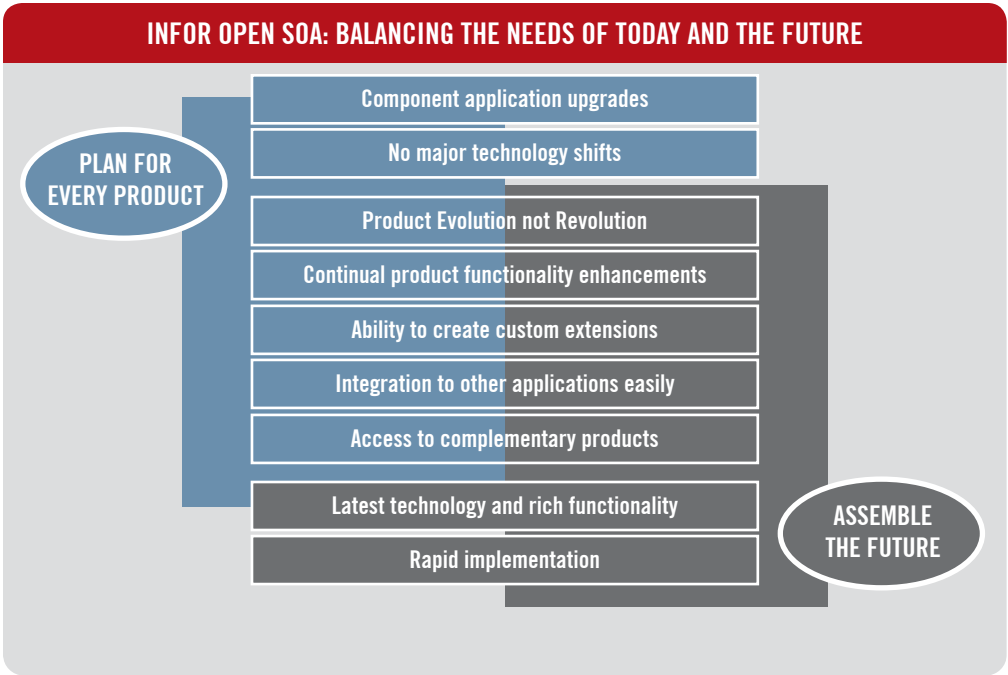 INFOR OPEN SOA: BALANCING THE NEEDS OF TODAY AND THE FUTURE
PLAN FOR
EVERY PRODUCT
Component application upgrades
No major technology shifts
Product Evolution not Revolution
Continual product functionality enhancements
Ability to create custom extensions
Integration to other applications easily
Access to complementary products
Latest technology and rich functionality
Rapid implementation
ASSEMBLE
THE FUTURE